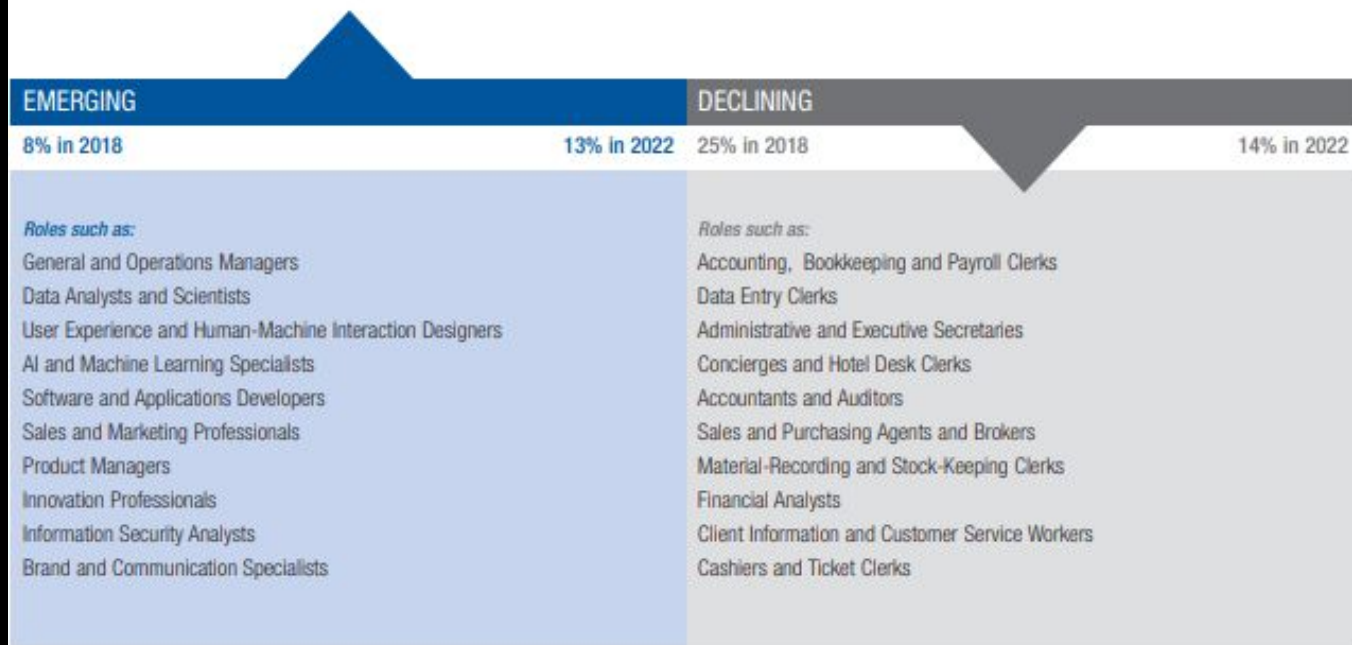 EMERGING
8% in 2018 13% in 2022
Roles such as:
General and Operations Managers
Data Analysts and Scientists
User Experience and Human-Machine Interaction Designers
AI and Machine Learning Specialists
Software and Applications Developers
Sales and Marketing Professionals
Product Managers
Innovation Professionals
Information Security Analysts
Brand and Communication Specialists
DECLINING
25% in 2018 14% in 2022
Roles such as:
Accounting, Bookkeeping and Payroll Clerks
Data Entry Clerks
Administrative and Executive Secretaries
Concierges and Hotel Desk Clerks
Accountants and Auditors
Sales and Purchasing Agents and Brokers
Material-Recording and Stock-Keeping Clerks
Financial Analysts
Client Information and Customer Service Workers
Cashiers and Ticket Clerks